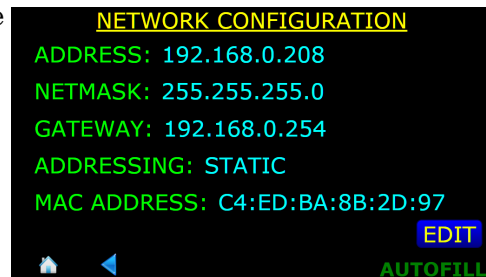 e
NETWORK CONFIGURATION
ADDRESS: 192.168.0.208
NETMASK: 255.255.255.0
GATEWAY: 192.168.0.254
ADDRESSING: STATIC
MAC ADDRESS: C4:ED:BA:8B:2D:97
EDIT
AUTOFILL